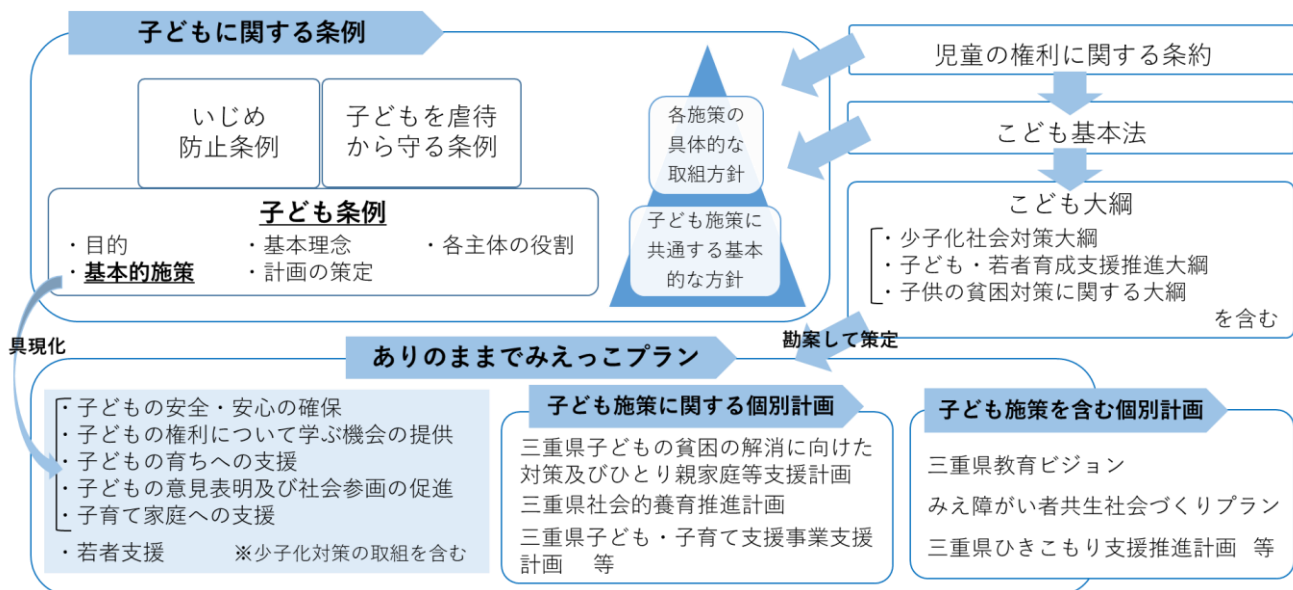 子どもに関する条例
いじめ
防止条例
子どもを虐待
から守る条例
子ども条例
・目的
・基本理念
・各主体の役割
・基本的施策
・計画の策定
各施策の
具体的な
取組方針
子ども施策に
共通する基本
的な方針
児童の権利に関する条約
こども基本法
こども大綱
・少子化社会対策大綱
・子ども・若者育成支援推進大綱
・子供の貧困対策に関する大綱
を含む
具現化
勘案して策定
ありのままでみえっこプラン
・子どもの安全・安心の確保
・子どもの権利について学ぶ機会の提供
・子どもの育ちへの支援
・子どもの意見表明及び社会参画の促進
・子育て家庭への支援
・若者支援 ※少子化対策の取組を含む
子ども施策に関する個別計画
三重県子どもの貧困の解消に向けた
対策及びひとり親家庭等支援計画
三重県社会的養育推進計画
三重県子ども・子育て支援事業支援
計画 等
子ども施策を含む個別計画
三重県教育ビジョン
みえ障がい者共生社会づくりプラン
三重県ひきこもり支援推進計画 等